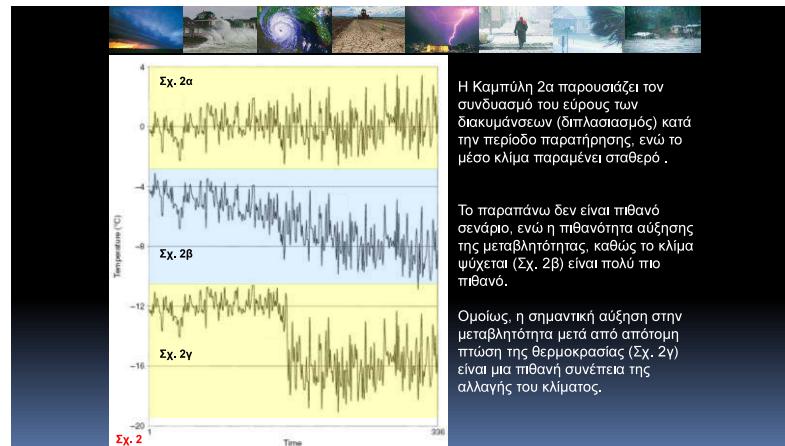 Σχ. 2α
Σχ. 2β
Σχ. 2γ
4
0
−4
−8
−12
−16
−20
Temperature (°C)
1
Time
336
Σχ. 2
Η Καμπύλη 2α παρουσιάζει τον
συνδυασμό του εύρους των
διακυμάνσεων (διπλασιασμός) κατά
την περίοδο παρατήρησης, ενώ το
μέσο κλίμα παραμένει σταθερό .
Το παραπάνω δεν είναι πιθανό
σενάριο, ενώ η πιθανότητα αύξησης
της μεταβλητότητας, καθώς το κλίμα
ψύχεται (Σχ. 2β) είναι πολύ πιο
πιθανό.
Ομοίως, η σημαντική αύξηση στην
μεταβλητότητα μετά από απότομη
πτώση της θερμοκρασίας (Σχ. 2γ)
είναι μια πιθανή συνέπεια της
αλλαγής του κλίματος.